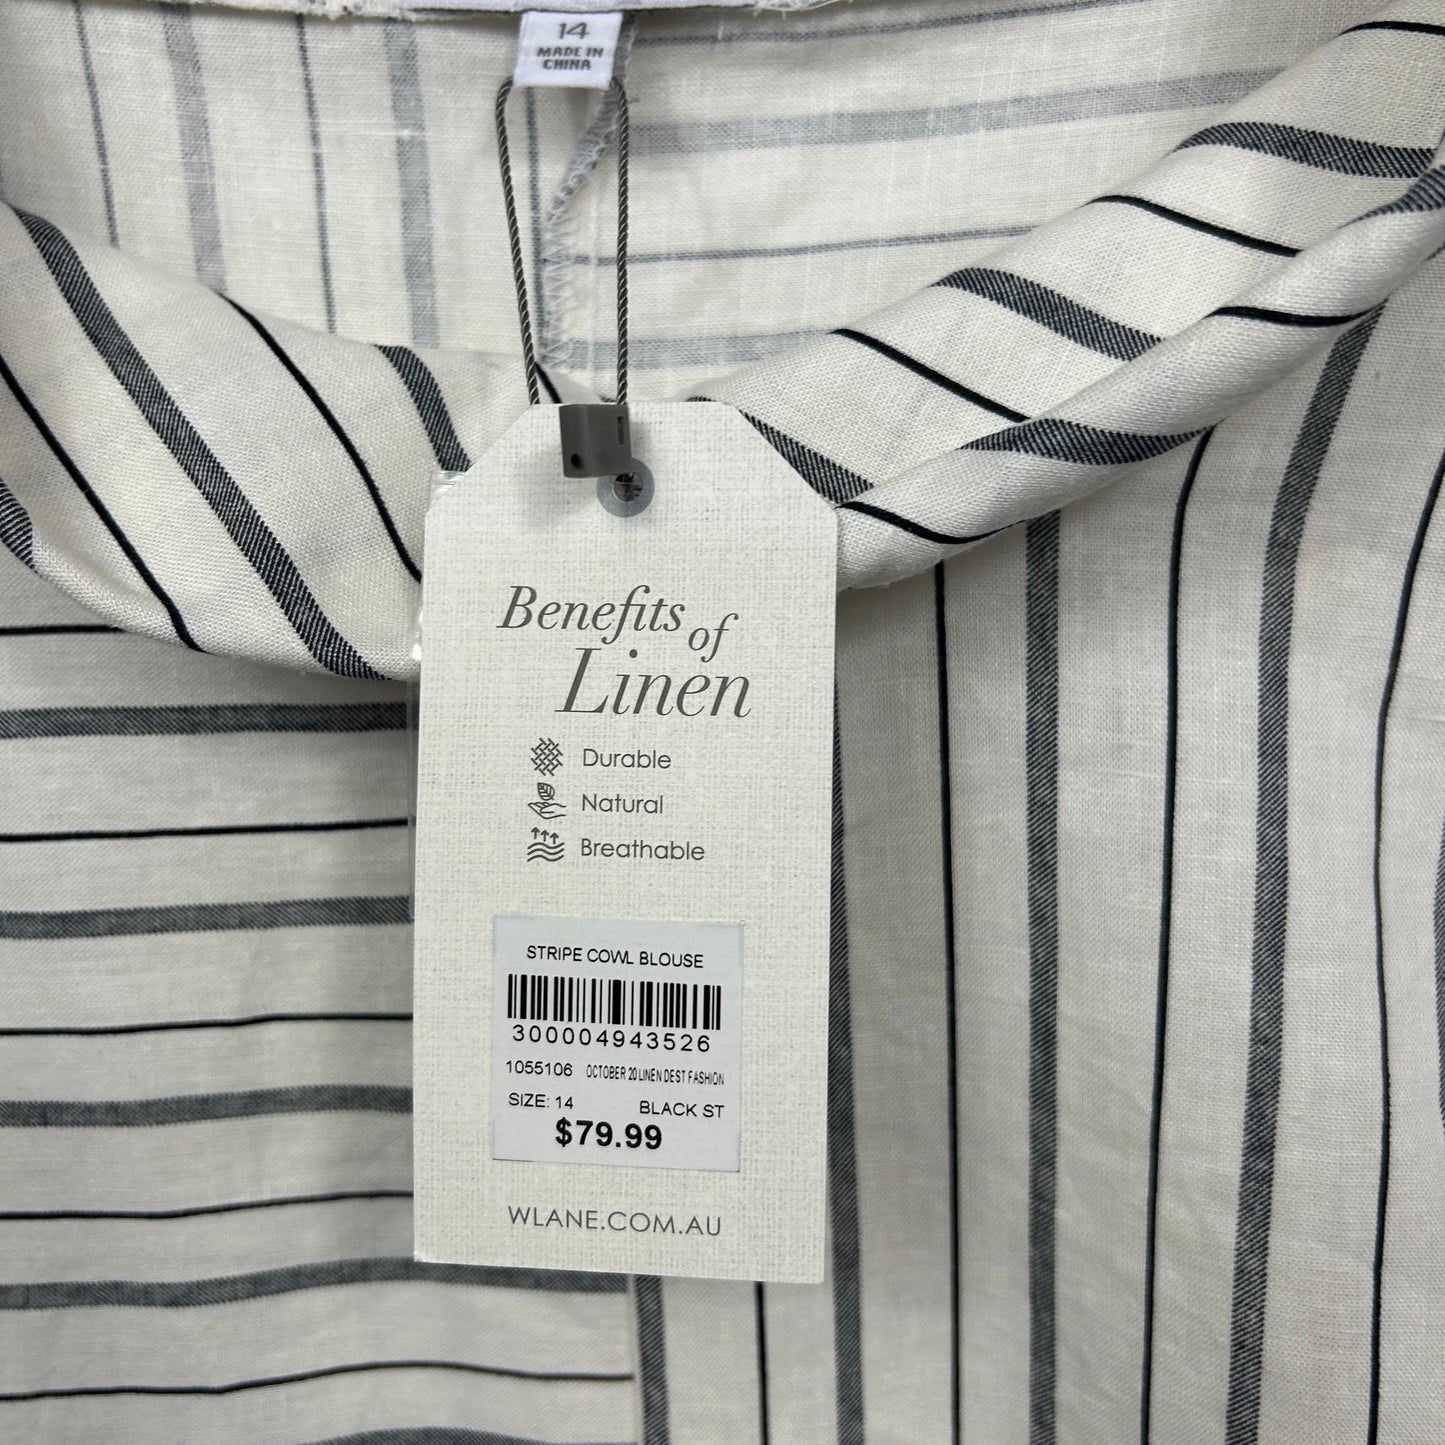 14
MADE IN
CHINA
Benefits of
Linen
Durable
Natural
Breathable
STRIPE COWL BLOUSE
300004943526
1055106 OCTOBER 20 LINEN DEST FASHION
SIZE: 14 BLACK ST
$79.99
WLANE.COM.AU